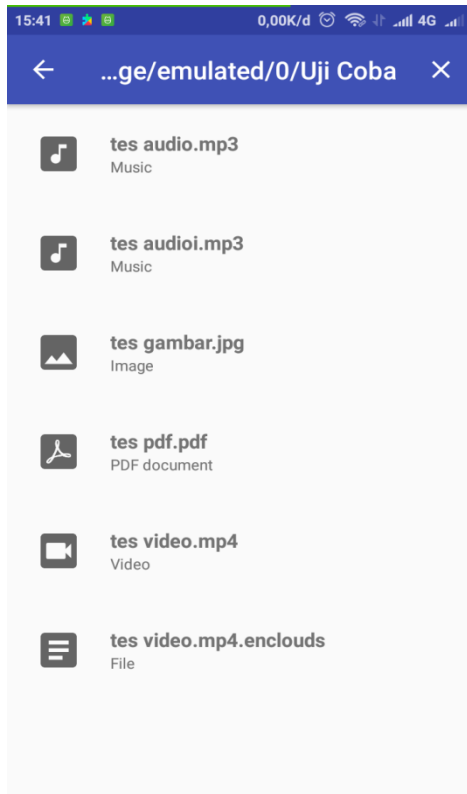 15:41 0,00K/d 4G
...ge/emulated/0/Uji Coba
tes audio.mp3
Music
tes audioi.mp3
Music
tes gambar.jpg
Image
tes pdf.pdf
PDF document
tes video.mp4
Video
tes video.mp4.enclouds
File